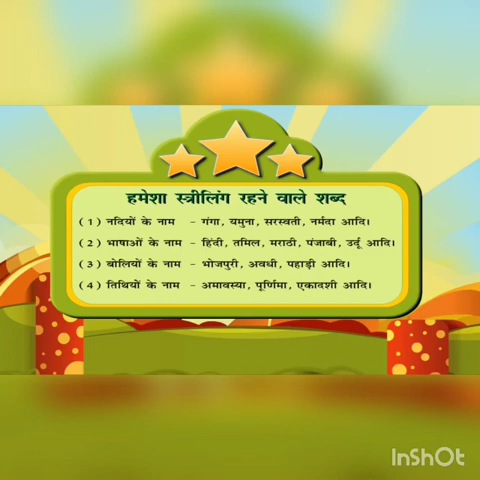 हमेशा स्त्रीलिंग रहने वाले शब्द
(1) नदियों के नाम - गंगा, यमुना, सरस्वती, नर्मदा आदि।
(2) भाषाओं के नाम - हिंदी, तमिल, मराठी, पंजाबी, उर्दू आदि।
(3) बोलियों के नाम - भोजपुरी, अवधी, पहाड़ी आदि।
(4) तिथियों के नाम - अमावस्या, पूर्णिमा, एकादशी आदि।
InShOt